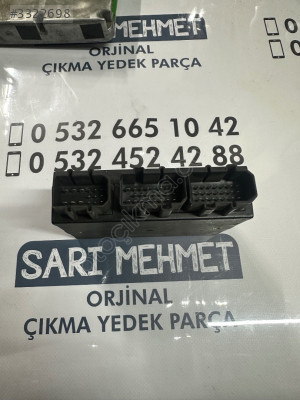 #3322698
SARI MEHMET
ORJİNAL
ÇIKMA YEDEK PARÇA
0 532 665 10 42
0 532 452 42 88
SARI MEHMET
ORJİNAL
ÇIKMA YEDEK PARÇA